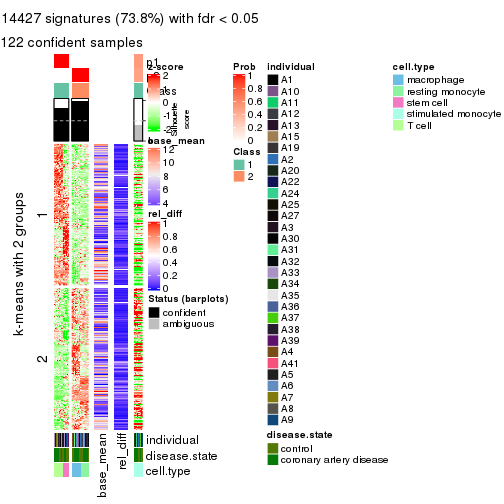 14427 signatures (73.8%) with fdr < 0.05
122 confident samples
k-means with 2 groups
1
2
base_mean
rel_diff
p1
p2
Class
Silhouette score
individual
disease.state
cell.type
z-score
2
1
0
-1
-2
base_mean
12
10
8
6
4
rel_diff
1
0.8
0.6
0.4
0.2
0
Status (barplots)
confident
ambiguous
Prob
1
0.8
0.6
0.4
0.2
0
Class
1
2
individual
A1
A10
A11
A12
A13
A15
A19
A2
A20
A22
A24
A25
A27
A3
A30
A31
A32
A33
A34
A35
A36
A37
A38
A39
A4
A41
A5
A6
A7
A8
A9
disease.state
control
coronary artery disease
cell.type
macrophage
resting monocyte
stem cell
stimulated monocyte
T cell